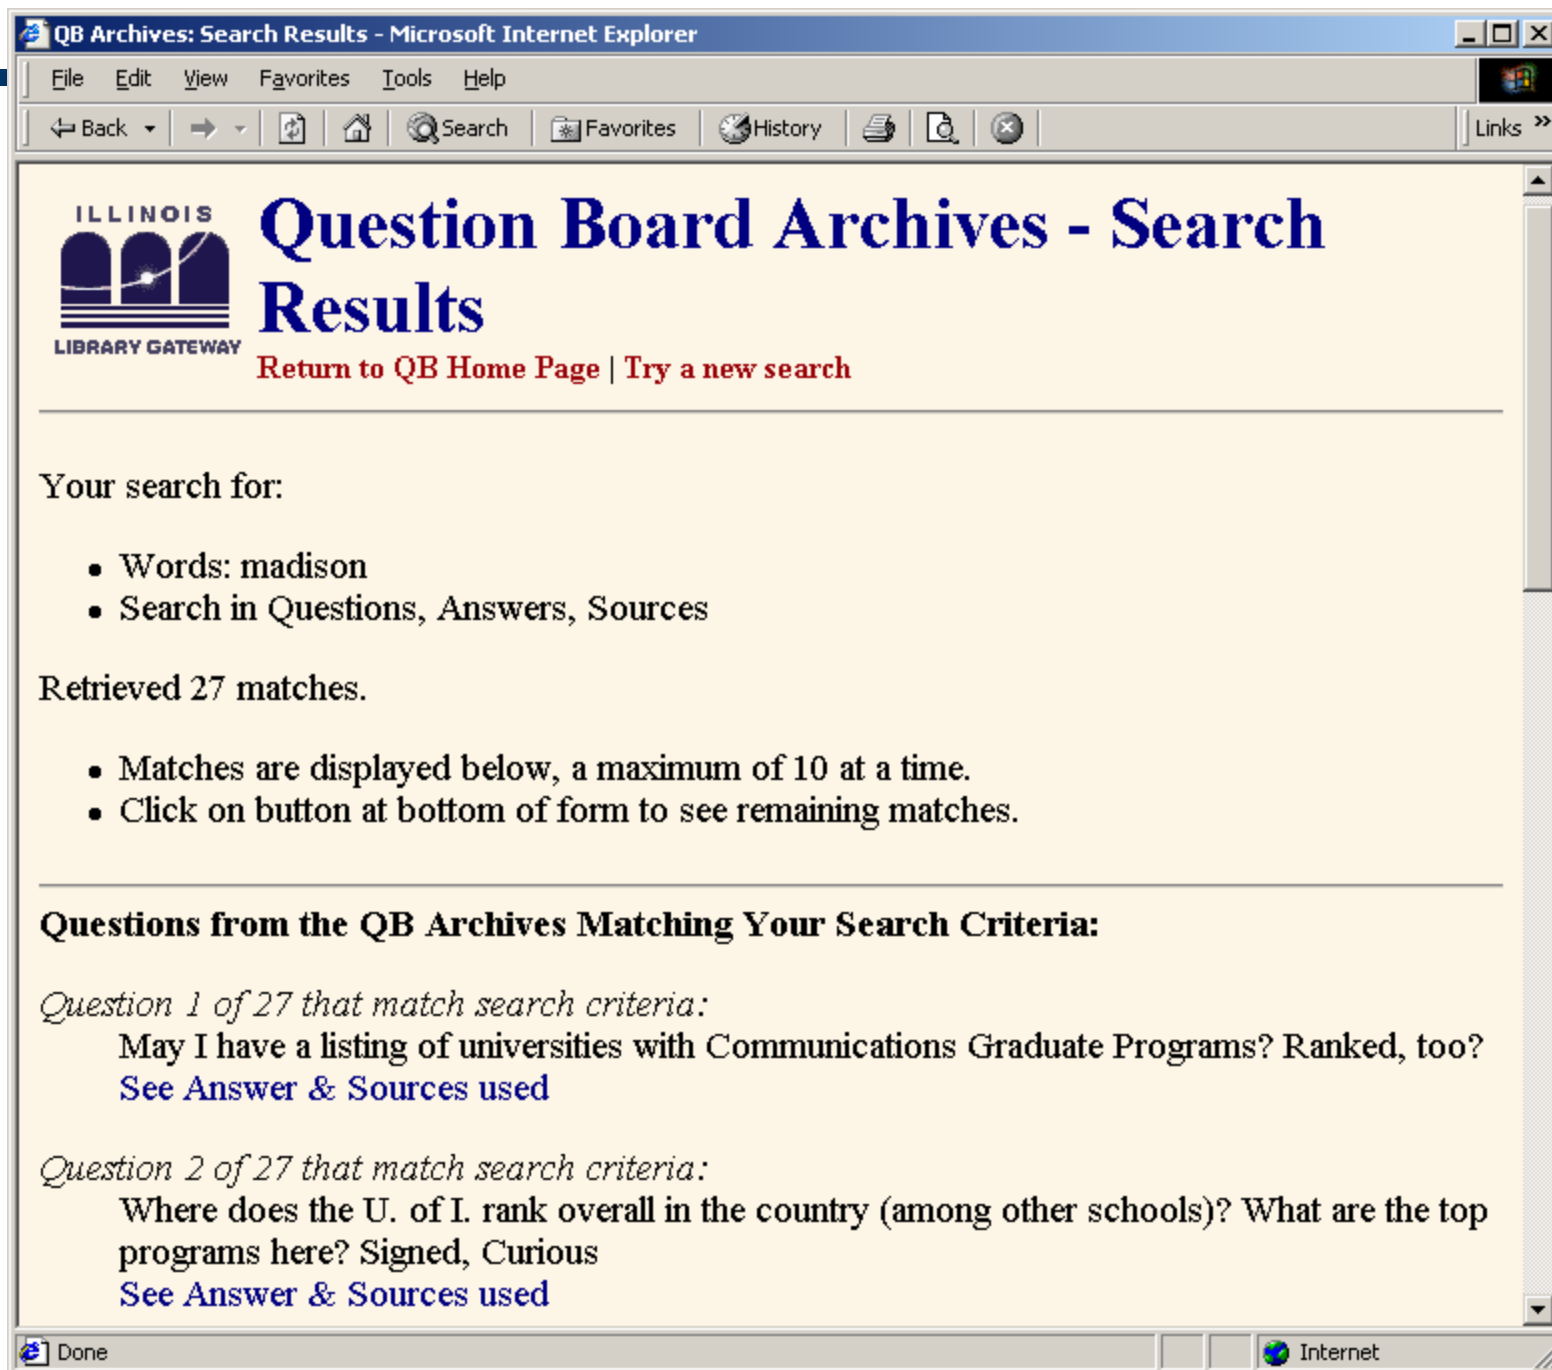 QB Archives: Search Results - Microsoft Internet Explorer
File Edit View Favorites Tools Help
Back Search Favorites History Links »
ILLINOIS
LIBRARY GATEWAY
Question Board Archives - Search
Results
Return to QB Home Page | Try a new search
Your search for:
• Words: madison
• Search in Questions, Answers, Sources
Retrieved 27 matches.
• Matches are displayed below, a maximum of 10 at a time.
• Click on button at bottom of form to see remaining matches.
Questions from the QB Archives Matching Your Search Criteria:
Question 1 of 27 that match search criteria:
May I have a listing of universities with Communications Graduate Programs? Ranked, too?
See Answer & Sources used
Question 2 of 27 that match search criteria:
Where does the U. of I. rank overall in the country (among other schools)? What are the top
programs here? Signed, Curious
See Answer & Sources used
Done Internet